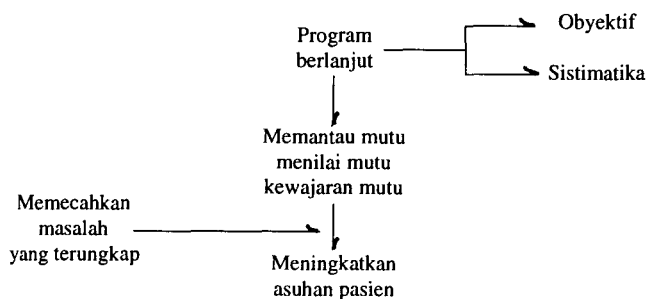 Program
berlanjut
Obyektif
Sistimatika
Memantau mutu
menilai mutu
kewajaran mutu
Memecahkan
masalah
yang terungkap
Meningkatkan
asuhan pasien